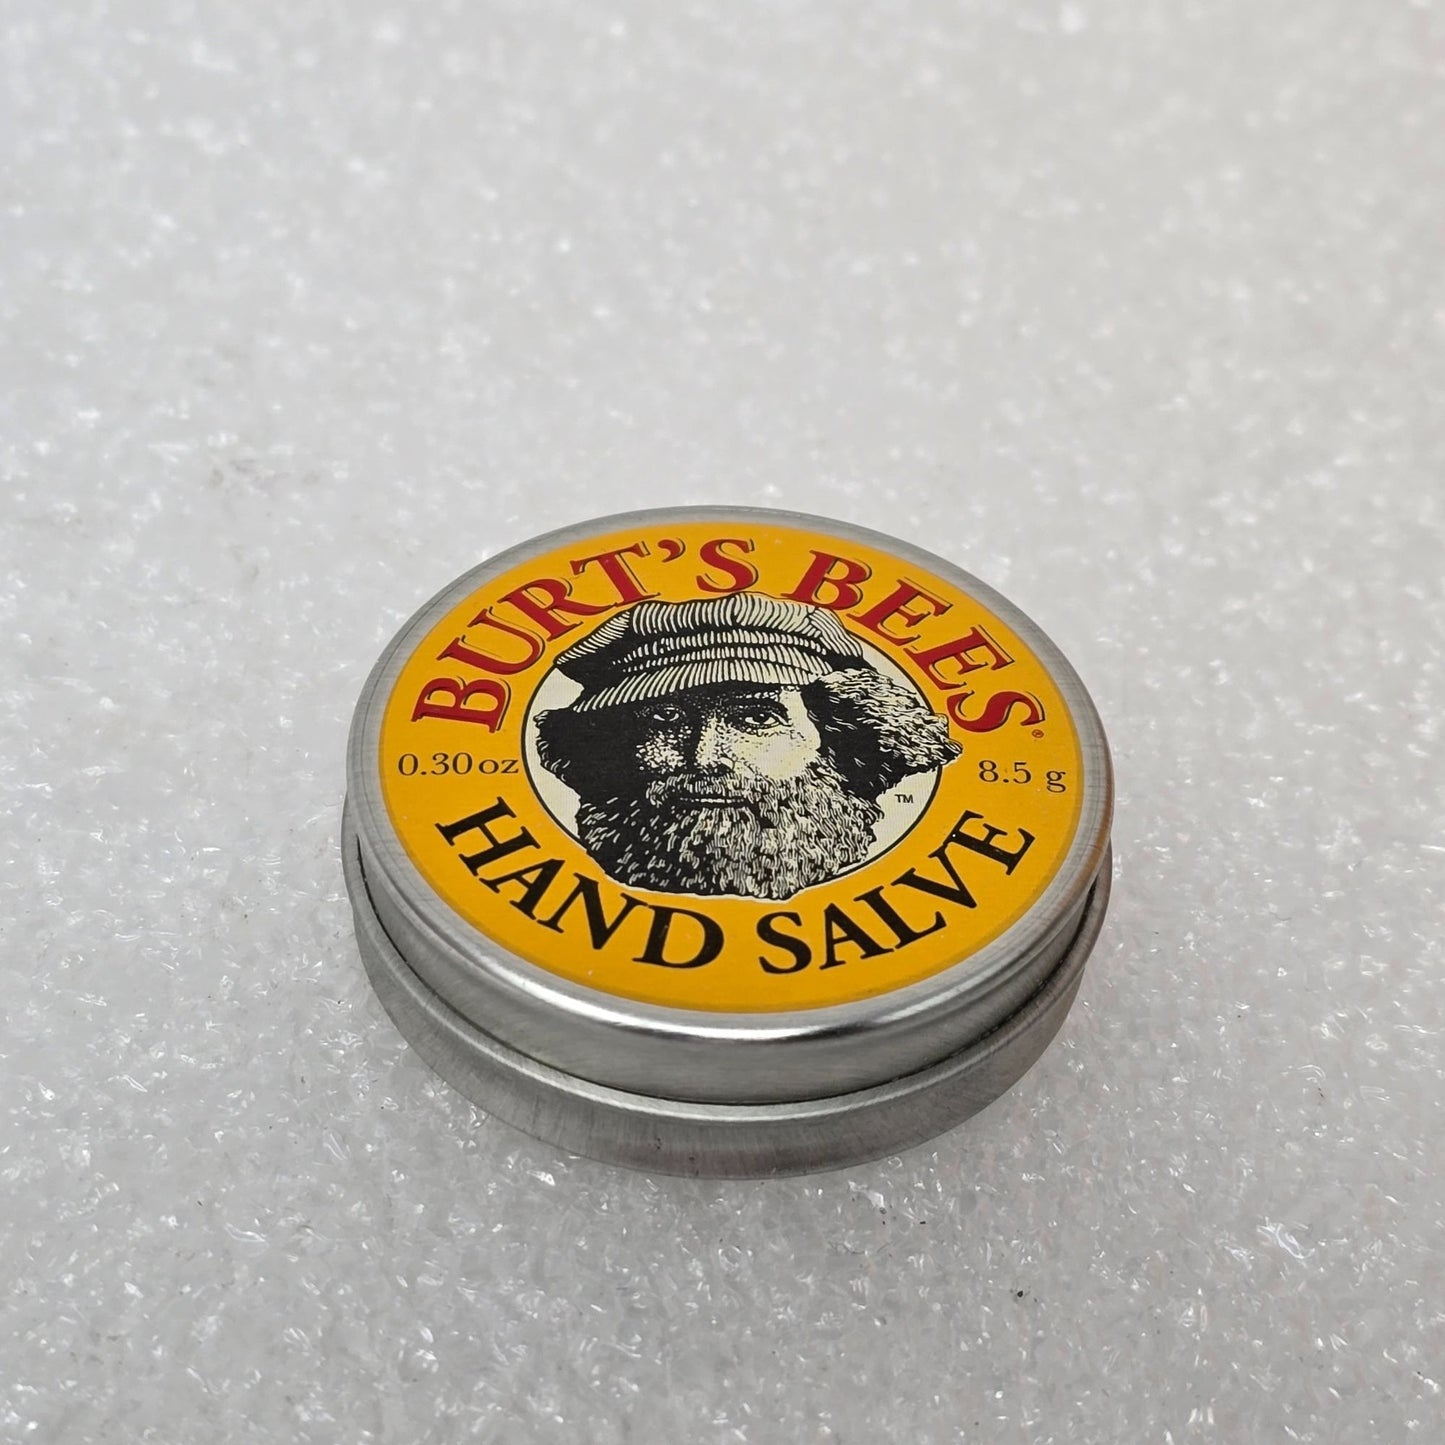 BURT'S BEES®
0.30 oz
8.5 g
TM
HAND SALVE